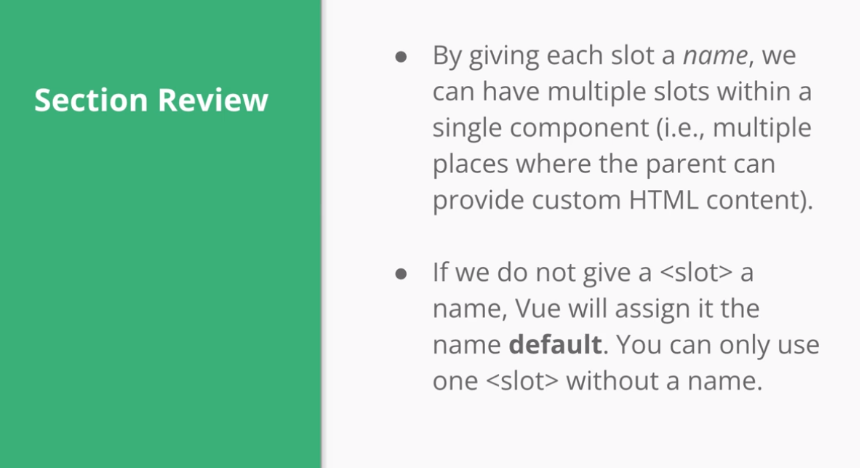 Section Review
● By giving each slot a name, we
can have multiple slots within a
single component (i.e., multiple
places where the parent can
provide custom HTML content).
● If we do not give a <slot> a
name, Vue will assign it the
name default. You can only use
one <slot> without a name.